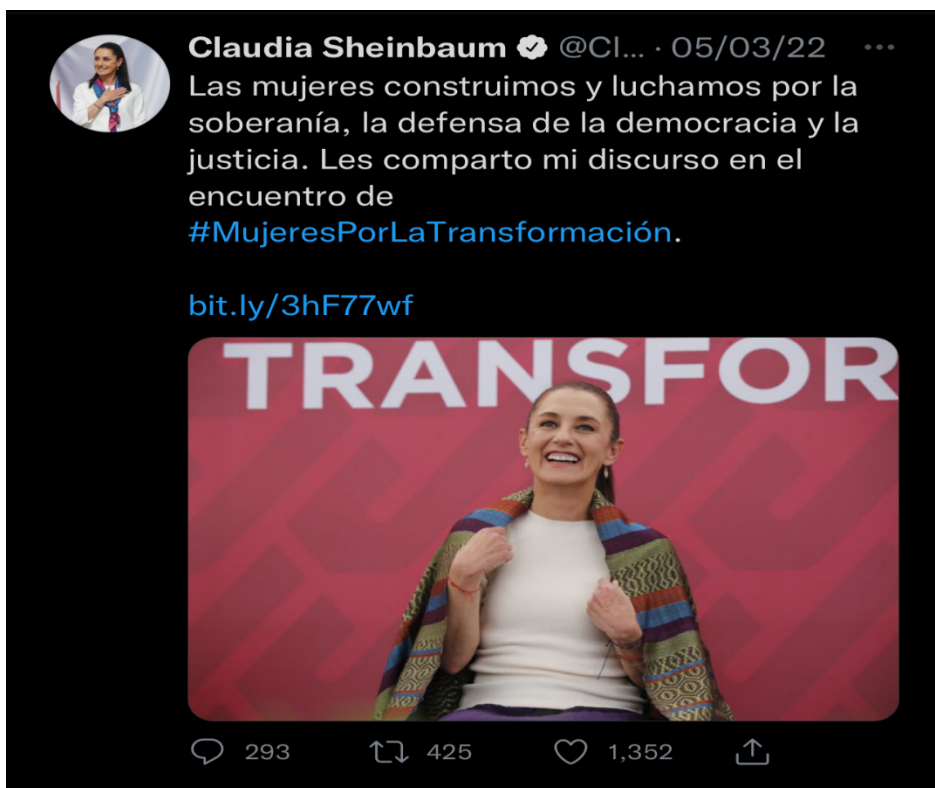 Claudia Sheinbaum @Cl... · 05/03/22 ...
Las mujeres construimos y luchamos por la
soberanía, la defensa de la democracia y la
justicia. Les comparto mi discurso en el
encuentro de
#MujeresPorLaTransformación.
bit.ly/3hF77wf
TRANSFOR
293 425 1,352